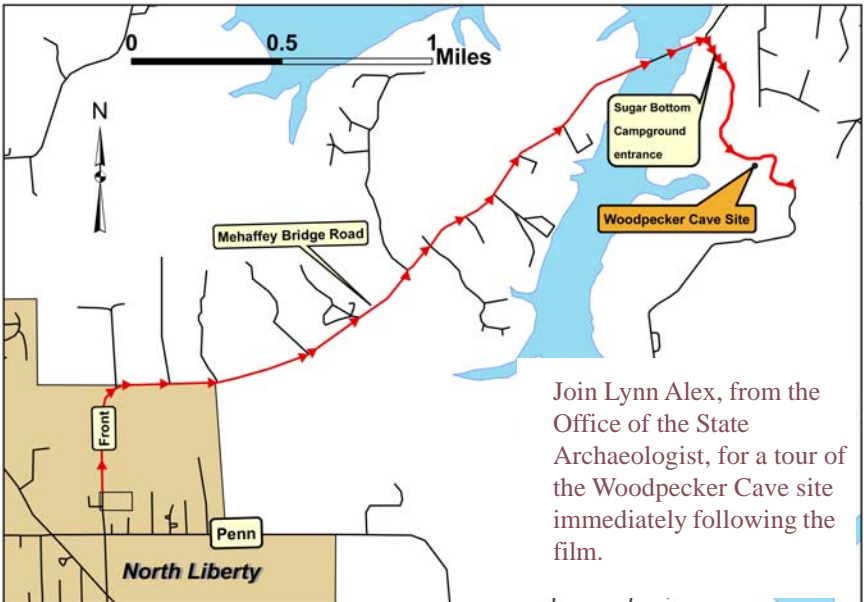 0 0.5 1
Miles
N
Sugar Bottom
Campground
entrance
Woodpecker Cave Site
Mehaffey Bridge Road
Front
Penn
North Liberty
Join Lynn Alex, from the
Office of the State
Archaeologist, for a tour of
the Woodpecker Cave site
immediately following the
film.